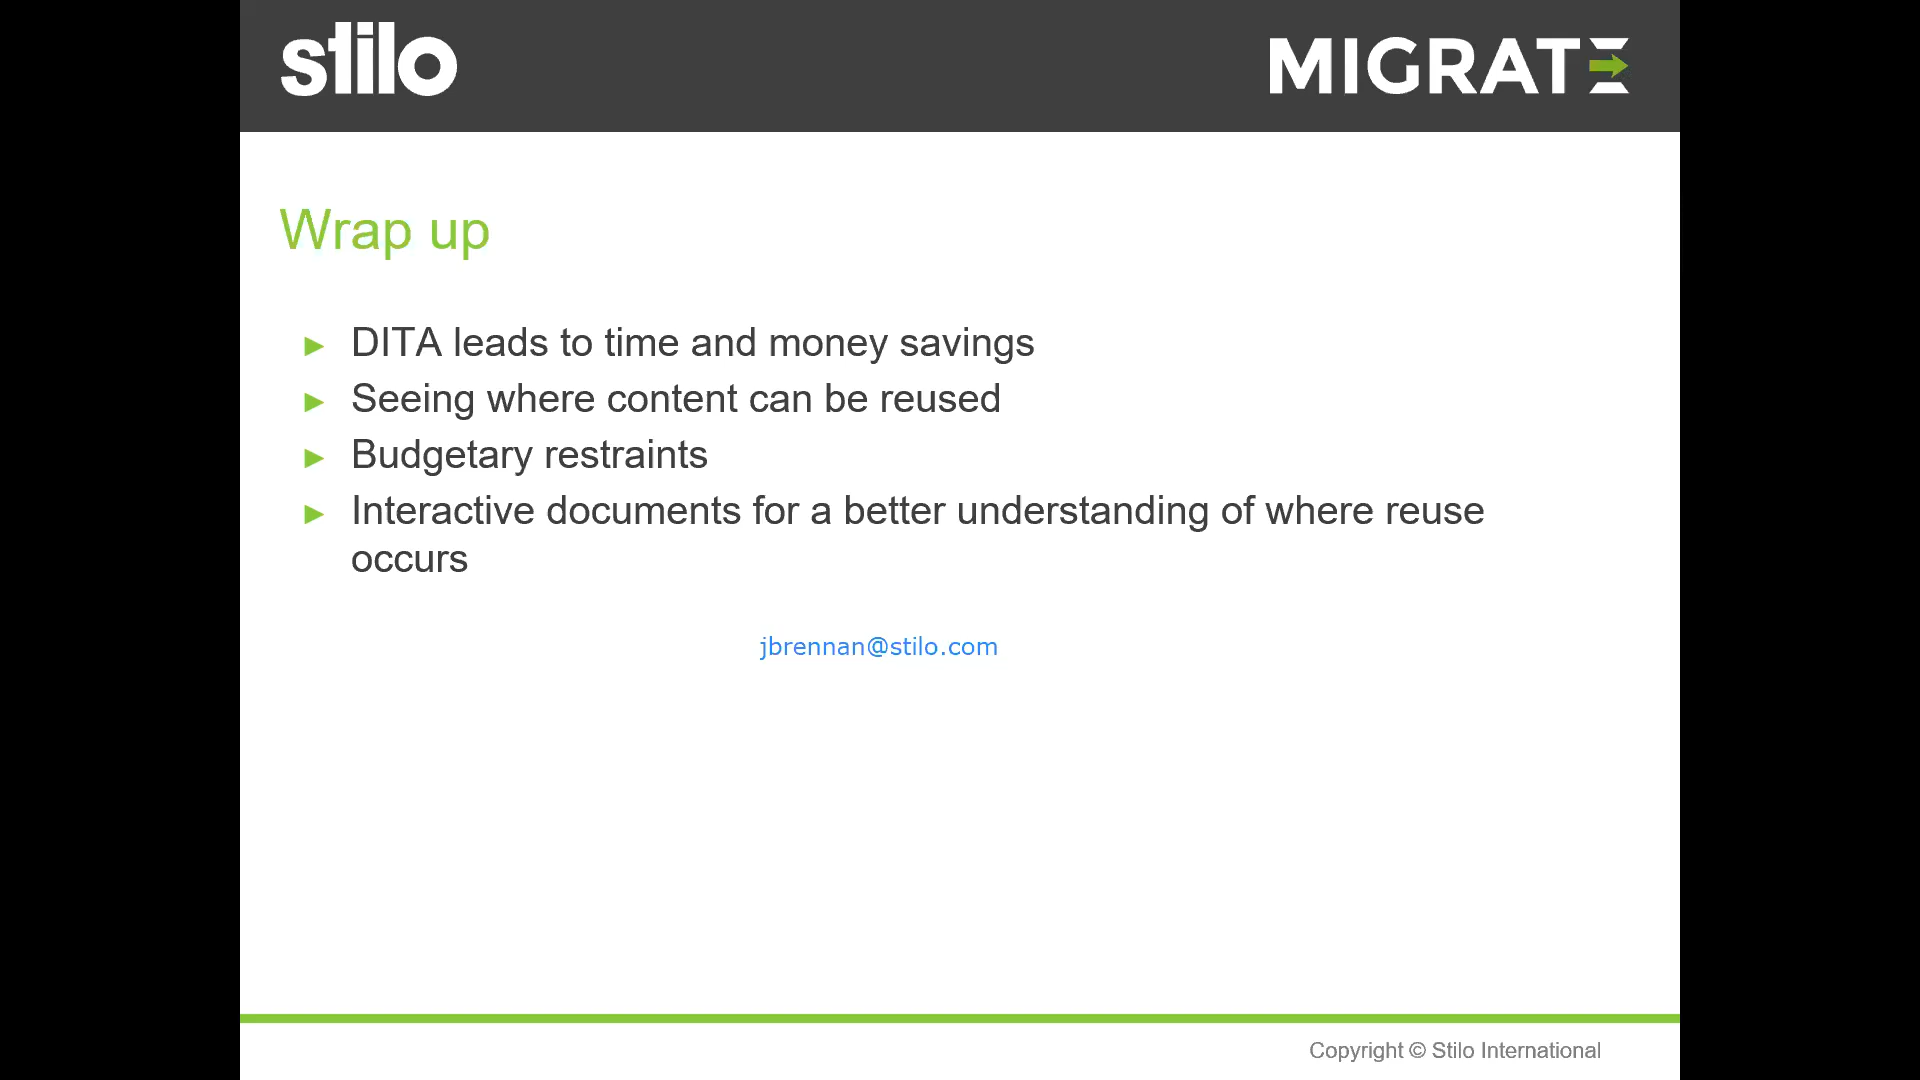 stilo
MIGRATE
Wrap up
► DITA leads to time and money savings
► Seeing where content can be reused
► Budgetary restraints
► Interactive documents for a better understanding of where reuse
occurs
jbrennan@stilo.com
Copyright © Stilo International